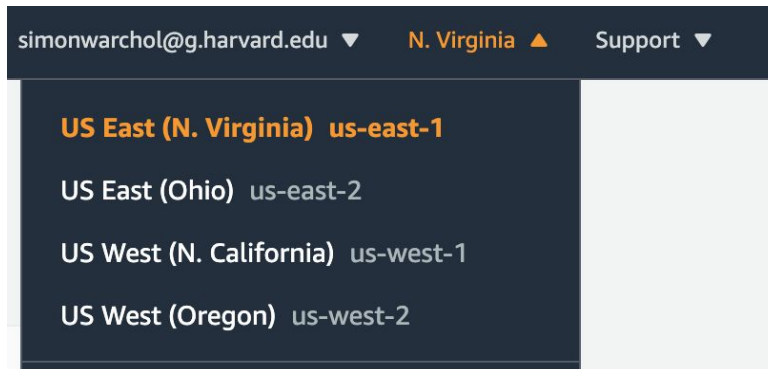 simonwarchol@g.harvard.edu ▼ N. Virginia ▲ Support ▼
US East (N. Virginia) us-east-1
US East (Ohio) us-east-2
US West (N. California) us-west-1
US West (Oregon) us-west-2